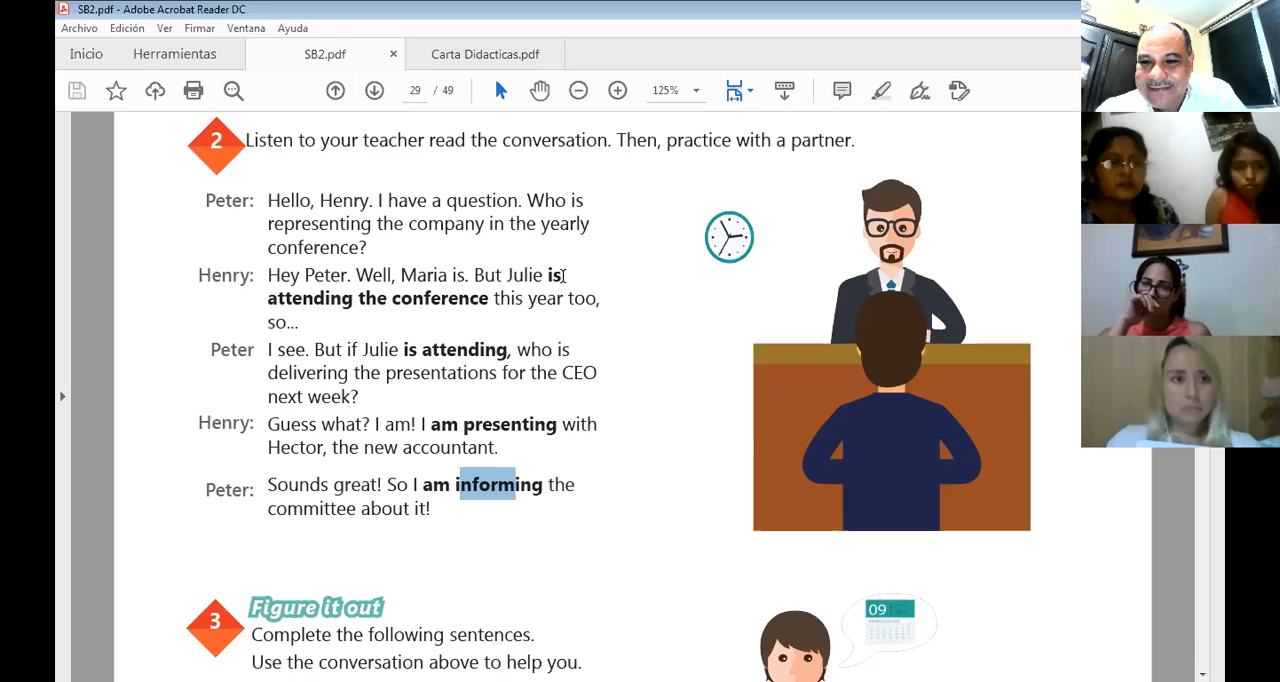 SB2.pdf - Adobe Acrobat Reader DC
Archivo Edición Ver Firmar Ventana Ayuda
Inicio Herramientas SB2.pdf × Carta Didacticas.pdf
29 / 49 125%
2 Listen to your teacher read the conversation. Then, practice with a partner.
Peter: Hello, Henry. I have a question. Who is
representing the company in the yearly
conference?
Henry: Hey Peter. Well, Maria is. But Julie is
attending the conference this year too,
so...
Peter I see. But if Julie is attending, who is
delivering the presentations for the CEO
next week?
Henry: Guess what? I am! I am presenting with
Hector, the new accountant.
Peter: Sounds great! So I am informing the
committee about it!
3 Figure it out
09
Complete the following sentences.
Use the conversation above to help you.